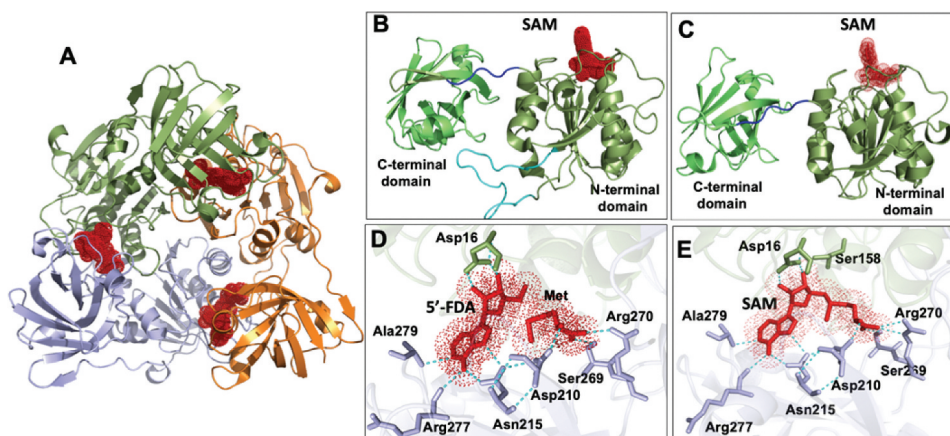 A
B
SAM
C-terminal
domain
N-terminal
domain
C
SAM
C-terminal
domain
N-terminal
domain
D
Asp16
5’-FDA
Met
Ala279
Arg270
Ser269
Asp210
Asn215
Arg277
E
Asp16
Ser158
SAM
Ala279
Arg270
Ser269
Asp210
Asn215
Arg277